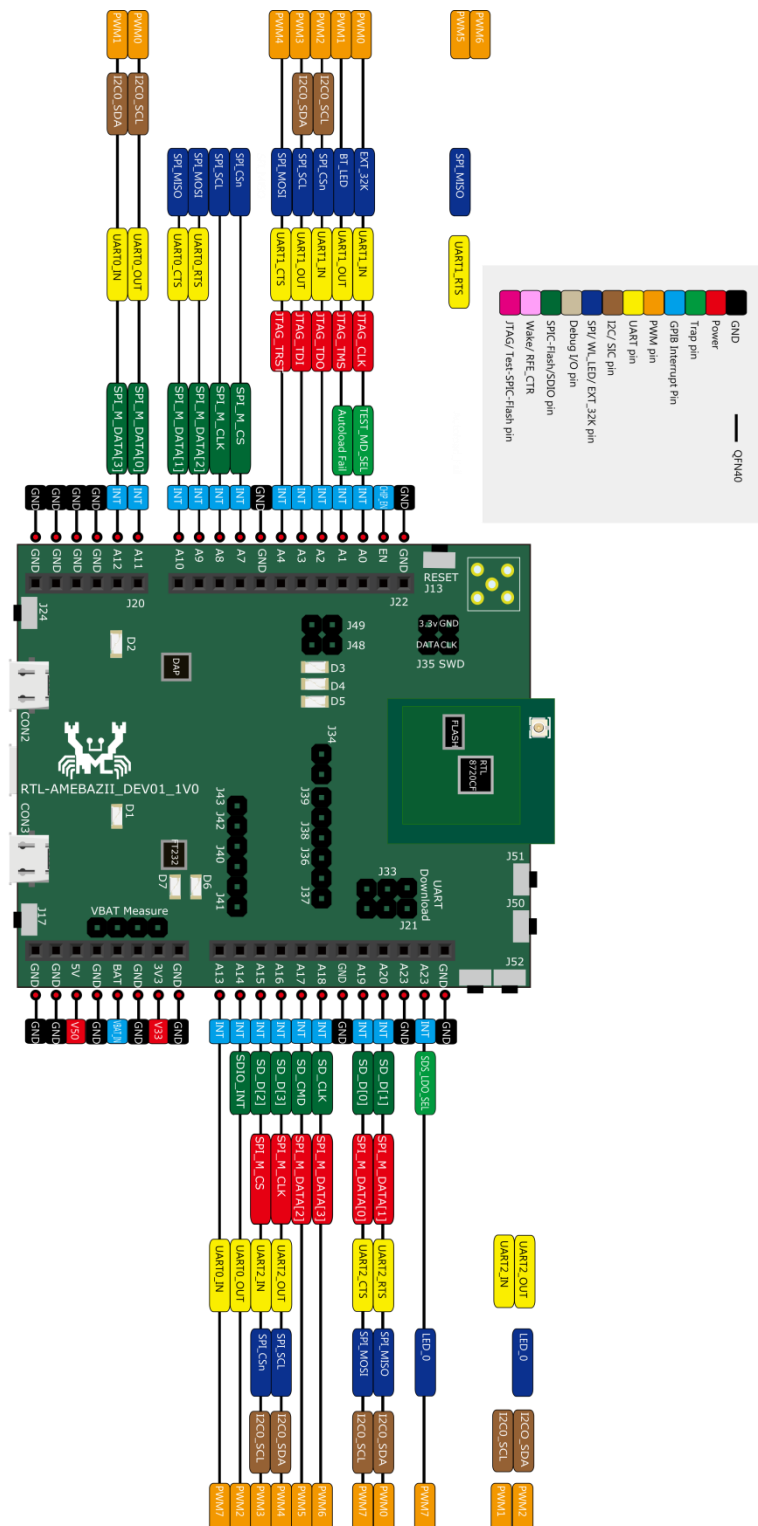 PWM1
PWM0
PWM4
PWM3
PWM2
PWM1
PWM0
PWM5
PWM6
I2C0_SDA
I2C0_SCL
I2C0_SDA
I2C0_SCL
SPI_MISO
SPI_MOSI
SPI_SCL
SPI_CSn
SPI_MOSI
SPI_SCL
SPI_CSn
BT_LED
EXT_32K
SPI_MISO
UART0_IN
UART0_OUT
UART0_CTS
UART0_RTS
UART1_CTS
UART1_OUT
UART1_IN
UART1_OUT
UART1_IN
UART1_RTS
JTAG_TRST
JTAG_TDI
JTAG_TDO
JTAG_TMS
JTAG_CLK
SPI_M_DATA[3]
SPI_M_DATA[0]
SPI_M_DATA[1]
SPI_M_DATA[2]
SPI_M_CLK
SPI_M_CS
Autoload Fail
TEST_MD_SEL
GND
QFN40
Power
Trap pin
GPIB Interrupt Pin
PWM pin
UART pin
I2C/ SIC pin
SPI/ WL_LED/ EXT_32K pin
Debug I/O pin
SPIC-Flash/SDIO pin
Wake/ RFE_CTR
JTAG/ Test-SPIC-Flash pin
GND
GND
GND
GND
INT
INT
INT
INT
INT
INT
GND
INT
INT
INT
INT
INT
CHIP_EN
GND
GND
GND
GND
GND
A12
A11
A10
A9
A8
A7
GND
A4
A3
A2
A1
A0
EN
GND
RESET
J13
J20
J22
J24
D2
DAP
J49
J48
3.3v GND
DATA CLK
J35 SWD
D3
D4
D5
CON2
J34
FLASH
RTL
8720CF
RTL-AMEBAZII_DEV01_1V0
CON3
D1
J43
J42
J40
J41
J39
J38
J36
J37
FT232
D7
D6
J33
UART
Download
J21
J51
J50
J52
J17
VBAT Measure
GND
GND
5V
GND
BAT
GND
3V3
GND
A13
A14
A15
A16
A17
A18
GND
A19
A20
A23
A23
GND
GND
GND
V50
GND
VBAT_IN
GND
V33
GND
INT
INT
INT
INT
INT
INT
GND
INT
INT
GND
INT
GND
SDIO_INT
SD_D[2]
SD_D[3]
SD_CMD
SD_CLK
SD_D[0]
SD_D[1]
SDS_LDO_SEL
SPI_M_CS
SPI_M_CLK
SPI_M_DATA[2]
SPI_M_DATA[3]
SPI_M_DATA[0]
SPI_M_DATA[1]
UART0_IN
UART0_OUT
UART2_IN
UART2_OUT
UART2_CTS
UART2_RTS
UART2_IN
UART2_OUT
SPI_CSn
SPI_SCL
SPI_MOSI
SPI_MISO
LED_0
LED_0
I2C0_SCL
I2C0_SDA
I2C0_SCL
I2C0_SDA
I2C0_SCL
I2C0_SDA
PWM7
PWM2
PWM3
PWM4
PWM5
PWM6
PWM7
PWM0
PWM7
PWM1
PWM2